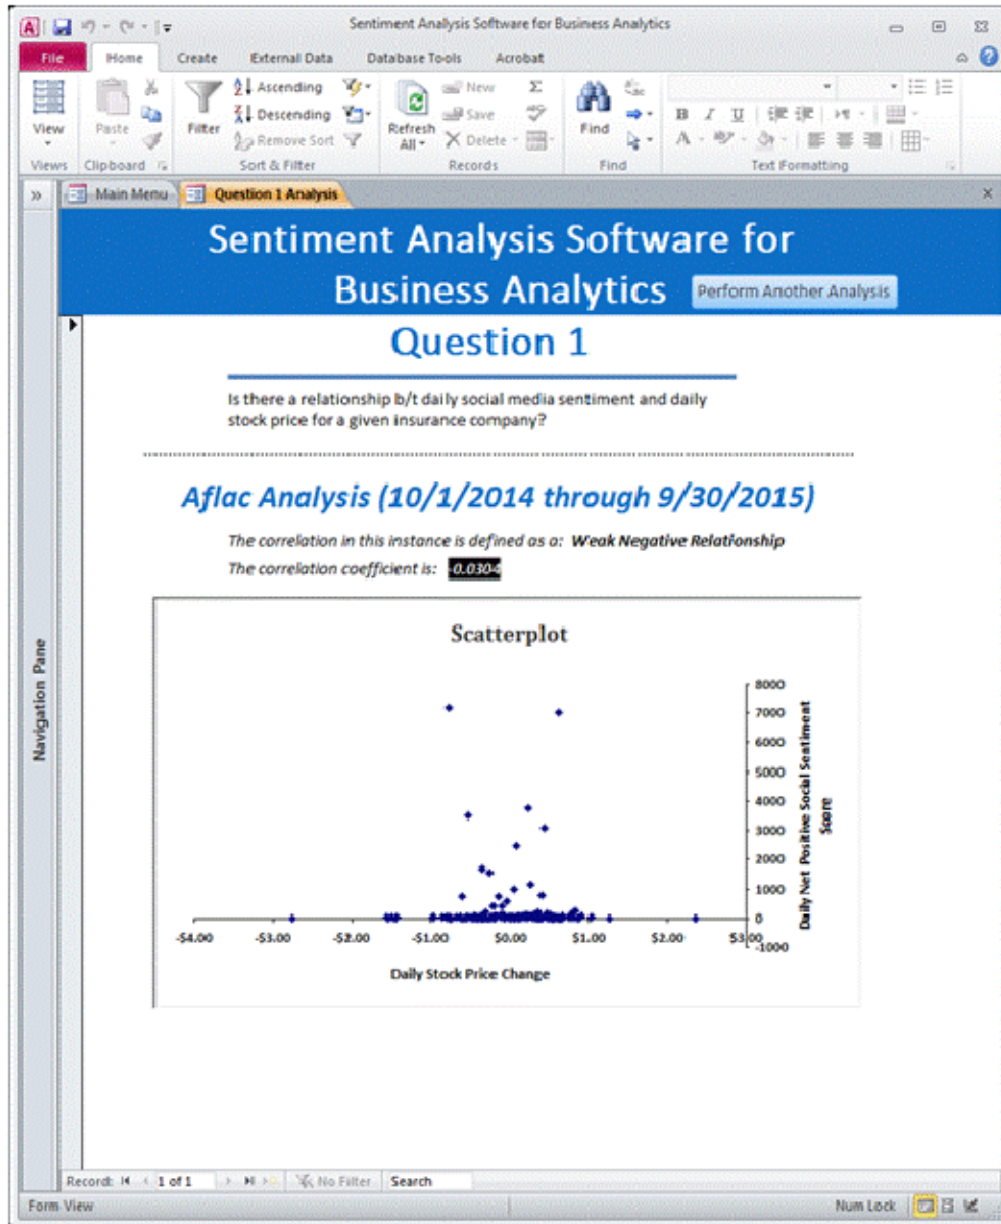 Sentiment Analysis Software for Business Analytics
File Home Create External Data Database Tools Acrobat
View
Paste
Filter
Ascending
Descending
Remove Sort
Refresh All
New
Save
Delete
Σ
Find
B I U
A
Views Clipboard Sort & Filter Records Find Text Formatting
Main Menu Question 1 Analysis
Sentiment Analysis Software for
Business Analytics
Perform Another Analysis
Question 1
Is there a relationship b/t daily social media sentiment and daily
stock price for a given insurance company?
Aflac Analysis (10/1/2014 through 9/30/2015)
The correlation in this instance is defined as a: Weak Negative Relationship
The correlation coefficient is: -0.0304
Scatterplot
8000
7000
6000
5000
4000
3000
2000
1000
0
-1000
Daily Net Positive Social Sentiment
Score
-$4.00 -$3.00 -$2.00 -$1.00 $0.00 $1.00 $2.00 $3.00
Daily Stock Price Change
Navigation Pane
Record: 1 of 1 No Filter Search
Form View Num Lock